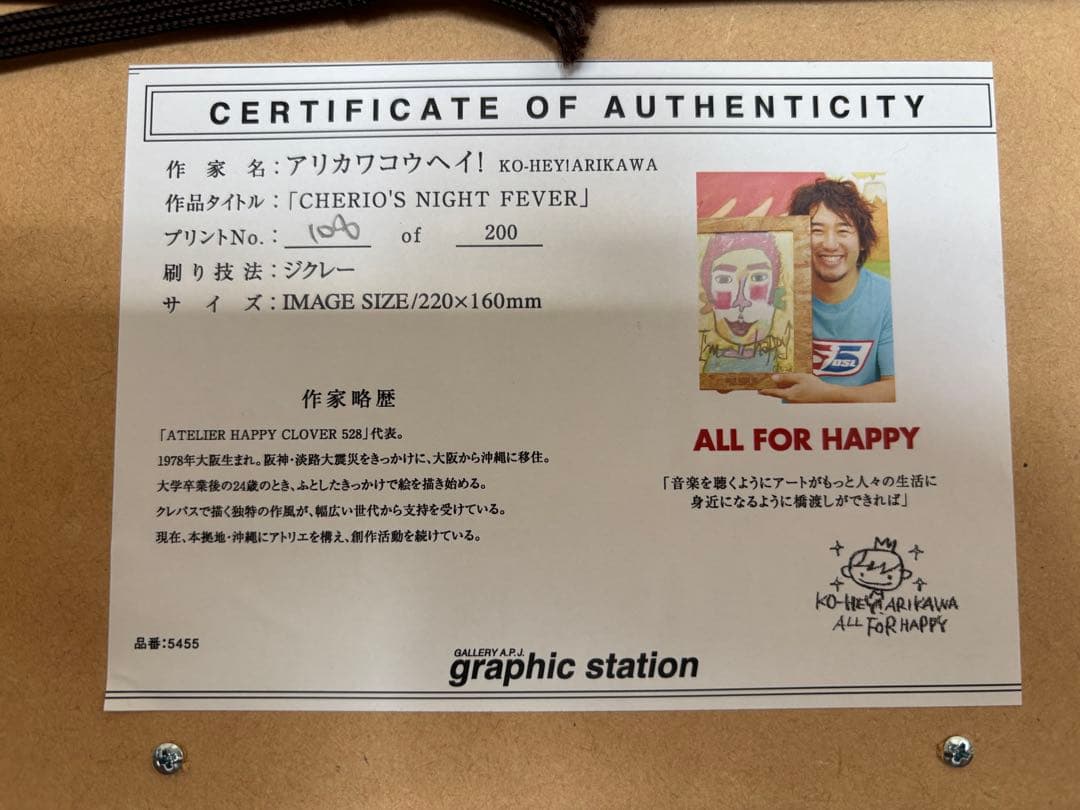 CERTIFICATE OF AUTHENTICITY
作家名：アリカワコウヘイ! KO-HEY!ARIKAWA
作品タイトル：「CHERIO'S NIGHT FEVER」
プリントNo.： 108 of 200
刷り技法：ジクレー
サイズ：IMAGE SIZE/220×160mm
作家略歴
「ATELIER HAPPY CLOVER 528」代表。
1978年大阪生まれ。阪神・淡路大震災をきっかけに、大阪から沖縄に移住。
大学卒業後の24歳のとき、ふとしたきっかけで絵を描き始める。
クレパスで描く独特の作風が、幅広い世代から支持を受けている。
現在、本拠地・沖縄にアトリエを構え、創作活動を続けている。
ALL FOR HAPPY
「音楽を聴くようにアートがもっと人々の生活に
身近になるように橋渡しができれば」
KO-HEY!ARIKAWA
ALL FOR HAPPY
品番：5455
GALLERY A.P.J.
graphic station